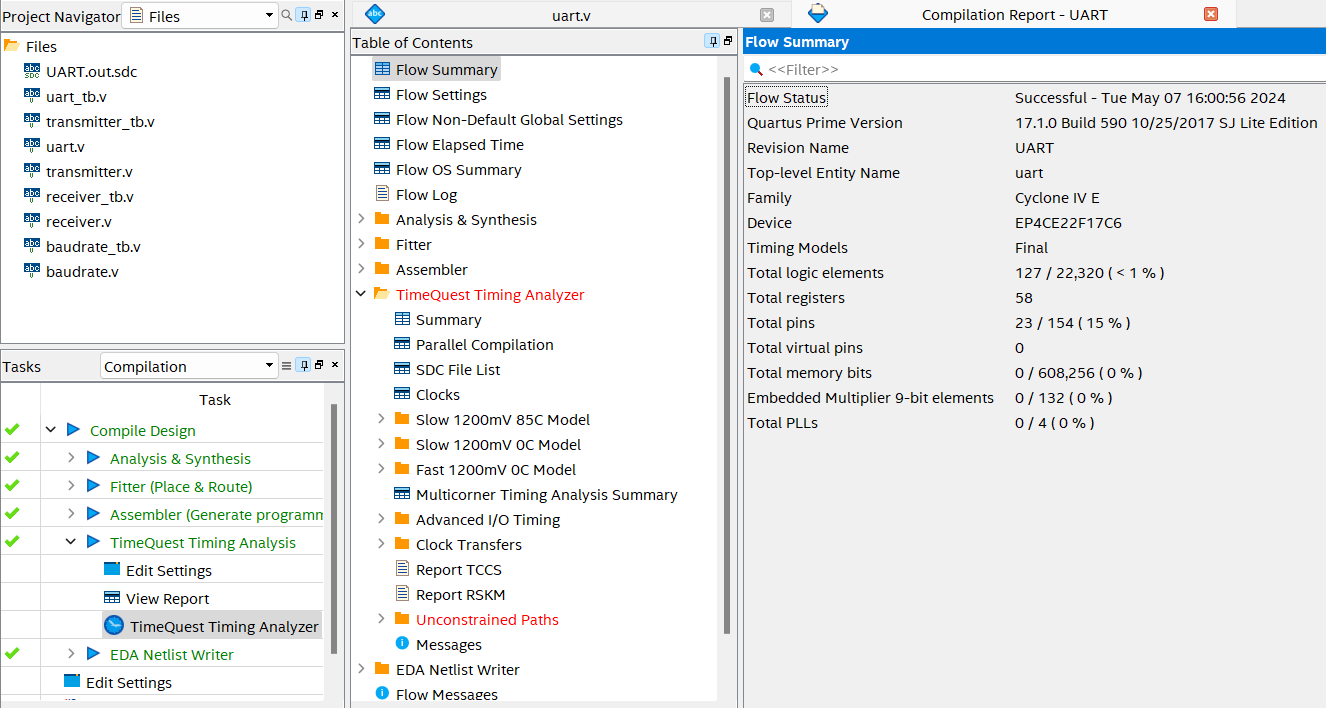 Project Navigator Files
Files
UART.out.sdc
uart_tb.v
transmitter_tb.v
uart.v
transmitter.v
receiver_tb.v
receiver.v
baudrate_tb.v
baudrate.v
Tasks Compilation
Task
Compile Design
Analysis & Synthesis
Fitter (Place & Route)
Assembler (Generate programm
TimeQuest Timing Analysis
Edit Settings
View Report
TimeQuest Timing Analyzer
EDA Netlist Writer
Edit Settings
uart.v
Table of Contents
Flow Summary
Flow Settings
Flow Non-Default Global Settings
Flow Elapsed Time
Flow OS Summary
Flow Log
Analysis & Synthesis
Fitter
Assembler
TimeQuest Timing Analyzer
Summary
Parallel Compilation
SDC File List
Clocks
Slow 1200mV 85C Model
Slow 1200mV 0C Model
Fast 1200mV 0C Model
Multicorner Timing Analysis Summary
Advanced I/O Timing
Clock Transfers
Report TCCS
Report RSKM
Unconstrained Paths
Messages
EDA Netlist Writer
Flow Messages
Compilation Report - UART
Flow Summary
<<Filter>>
Flow Status Successful - Tue May 07 16:00:56 2024
Quartus Prime Version 17.1.0 Build 590 10/25/2017 SJ Lite Edition
Revision Name UART
Top-level Entity Name uart
Family Cyclone IV E
Device EP4CE22F17C6
Timing Models Final
Total logic elements 127 / 22,320 ( < 1 % )
Total registers 58
Total pins 23 / 154 ( 15 % )
Total virtual pins 0
Total memory bits 0 / 608,256 ( 0 % )
Embedded Multiplier 9-bit elements 0 / 132 ( 0 % )
Total PLLs 0 / 4 ( 0 % )